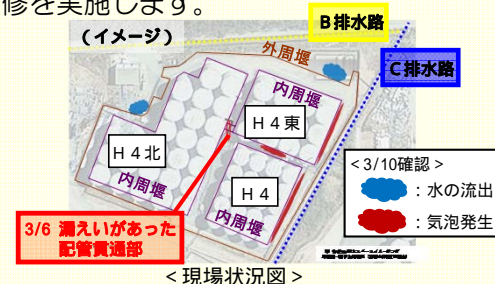 修を実施します。
(イメージ)
B排水路
外周堰
C排水路
内周堰
H4東
H4北
内周堰
H4
内周堰
<3/10確認>
:水の流出
:気泡発生
3/6 漏えいがあった
配管貫通部
<現場状況図>